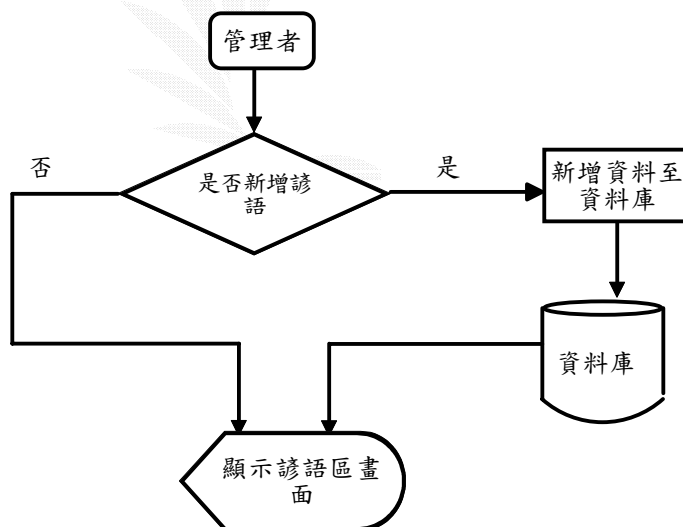 管理者
否
是否新增諺
語
是
新增資料至
資料庫
資料庫
顯示諺語區畫
面